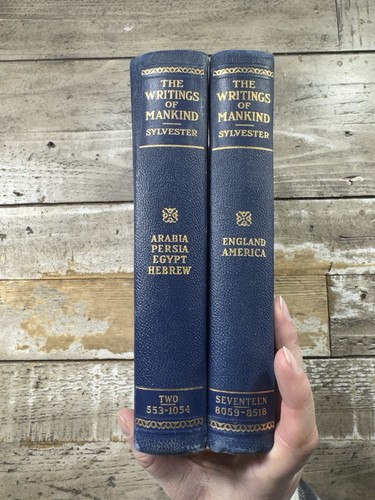 THE
WRITINGS
OF
MANKIND
SYLVESTER
ARABIA
PERSIA
EGYPT
HEBREW
TWO
553-1054
THE
WRITINGS
OF
MANKIND
SYLVESTER
ENGLAND
AMERICA
SEVENTEEN
8059-8518